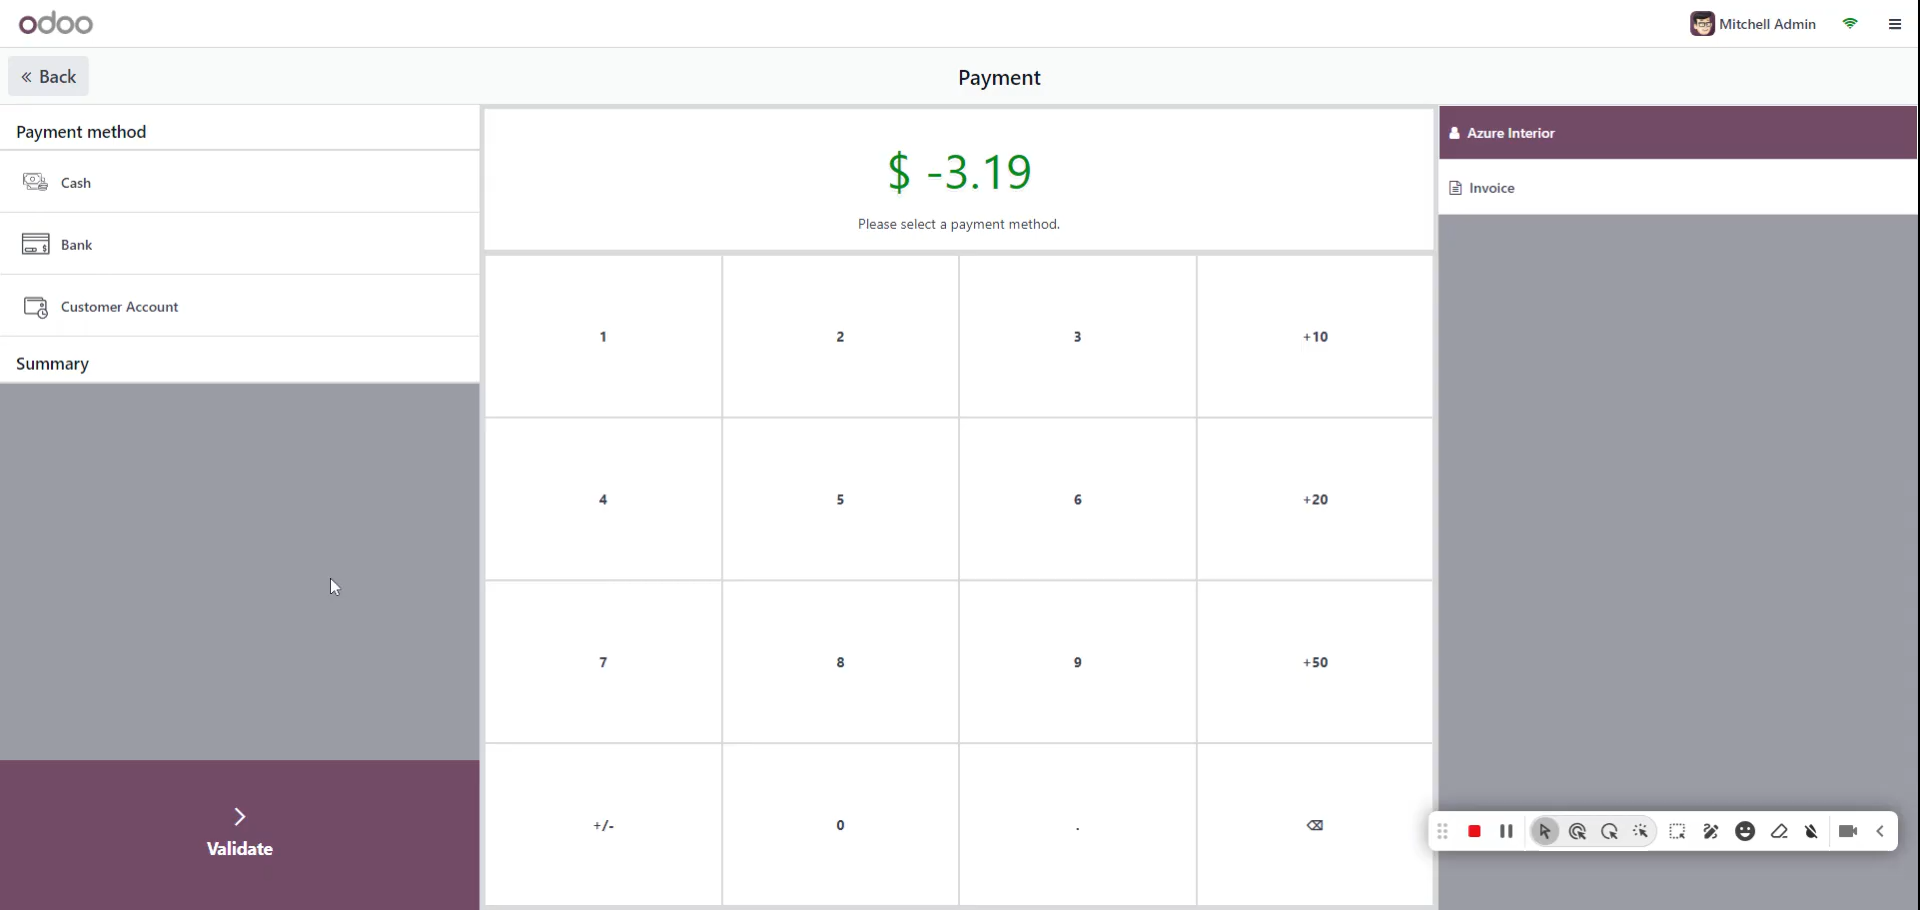 odoo
Mitchell Admin
« Back
Payment
Payment method
Cash
Bank
Customer Account
Summary
Validate
$ -3.19
Please select a payment method.
1 2 3 +10
4 5 6 +20
7 8 9 +50
+/- 0 . ⌫
Azure Interior
Invoice